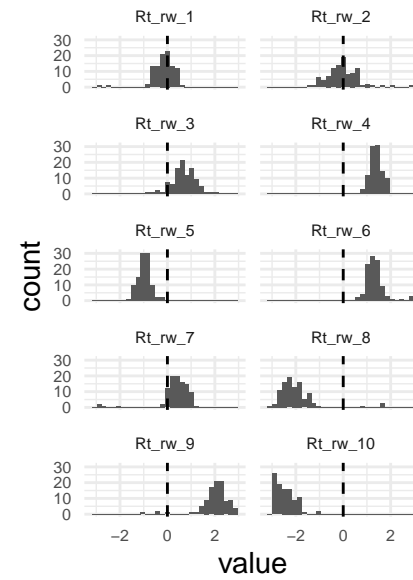 Rt_rw_1 Rt_rw_2
30
20
10
0
Rt_rw_3 Rt_rw_4
30
20
10
0
Rt_rw_5 Rt_rw_6
30
20
10
0
Rt_rw_7 Rt_rw_8
30
20
10
0
Rt_rw_9 Rt_rw_10
30
20
10
0
−2 0 2 −2 0 2
count
value